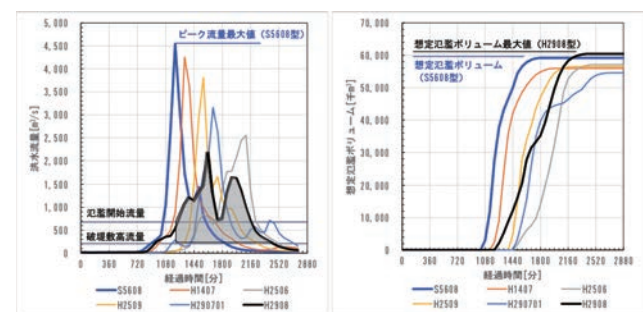 5,000
4,500
4,000
3,500
3,000
2,500
2,000
1,500
1,000
500
0
洪水流量[m³/s]
ピーク流量最大値（S5608型）
氾濫開始流量
破堤敷高流量
0 360 720 1080 1440 1800 2160 2520 2880
経過時間[分]
S5608 H1407 H2506
H2509 H290701 H2908
70,000
60,000
50,000
40,000
30,000
20,000
10,000
0
想定氾濫ボリューム[千m³]
想定氾濫ボリューム最大値（H2908型）
想定氾濫ボリューム
（S5608型）
0 360 720 1080 1440 1800 2160 2520 2880
経過時間[分]
S5608 H1407 H2506
H2509 H290701 H2908